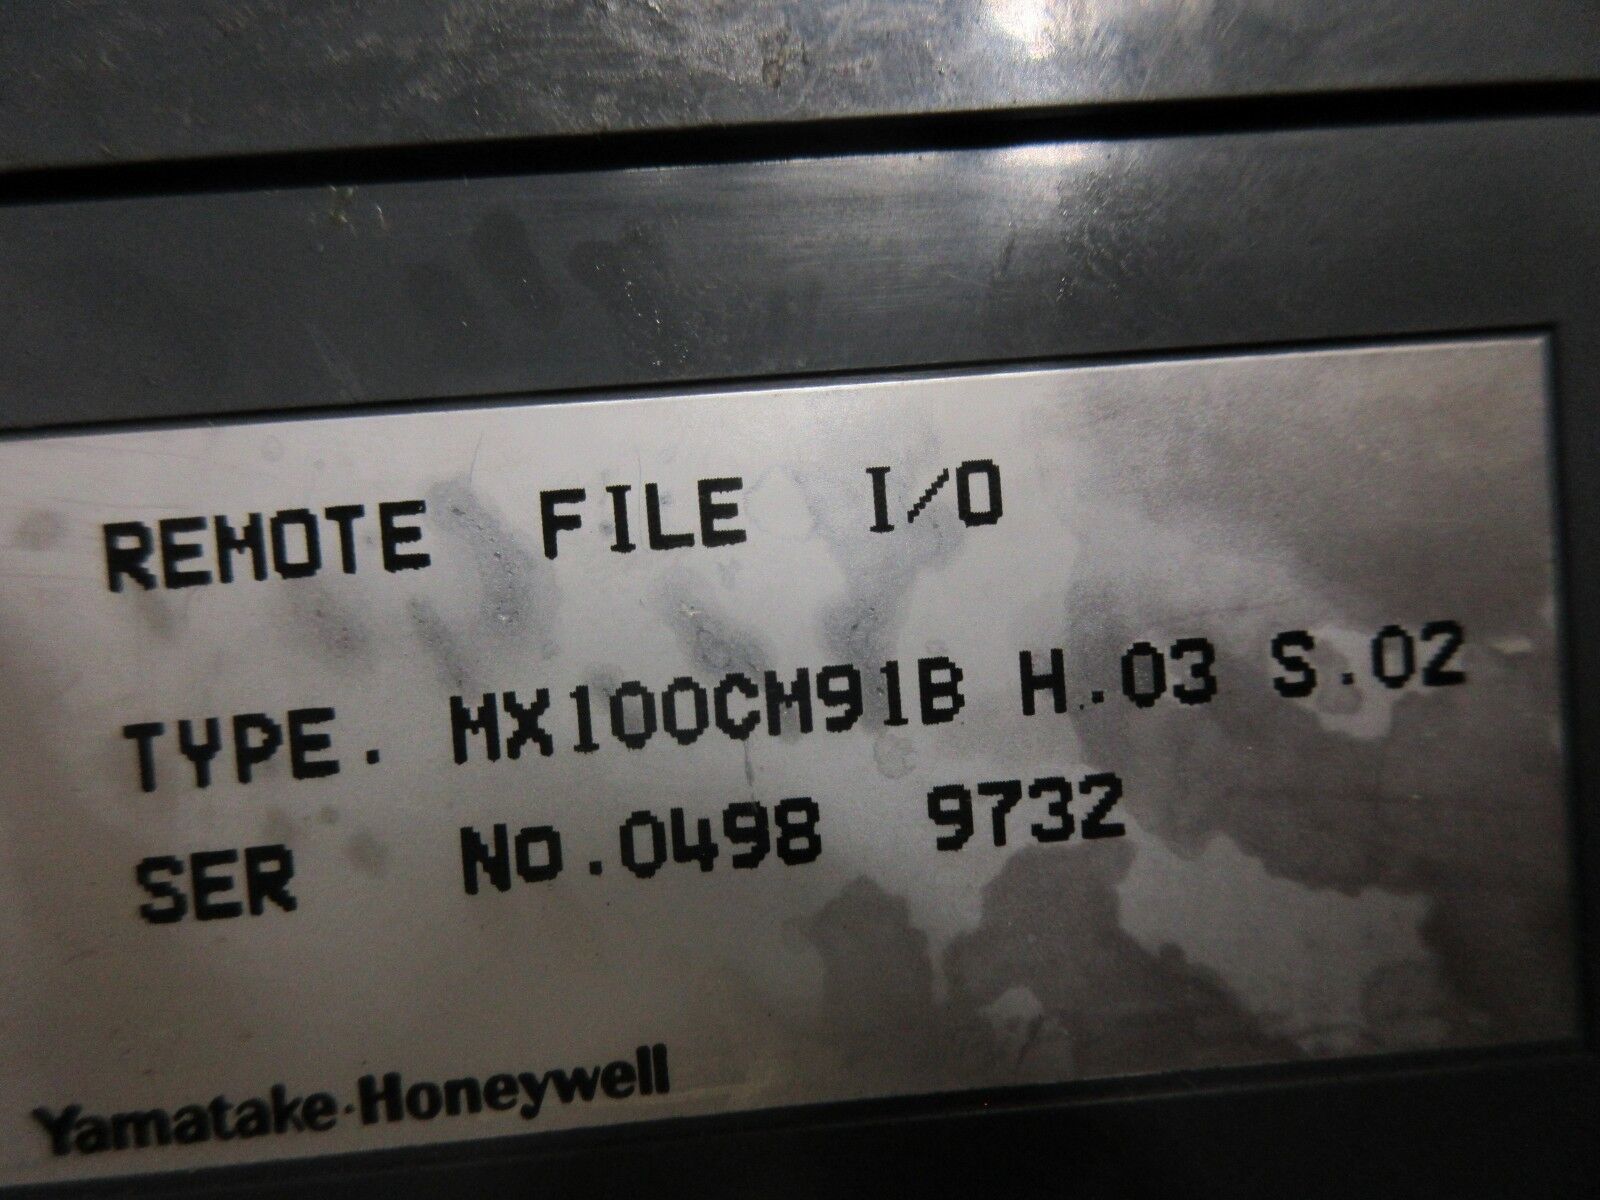 REMOTE FILE I/O
TYPE. MX100CM91B H.03 S.02
SER No.0498 9732
Yamatake-Honeywell